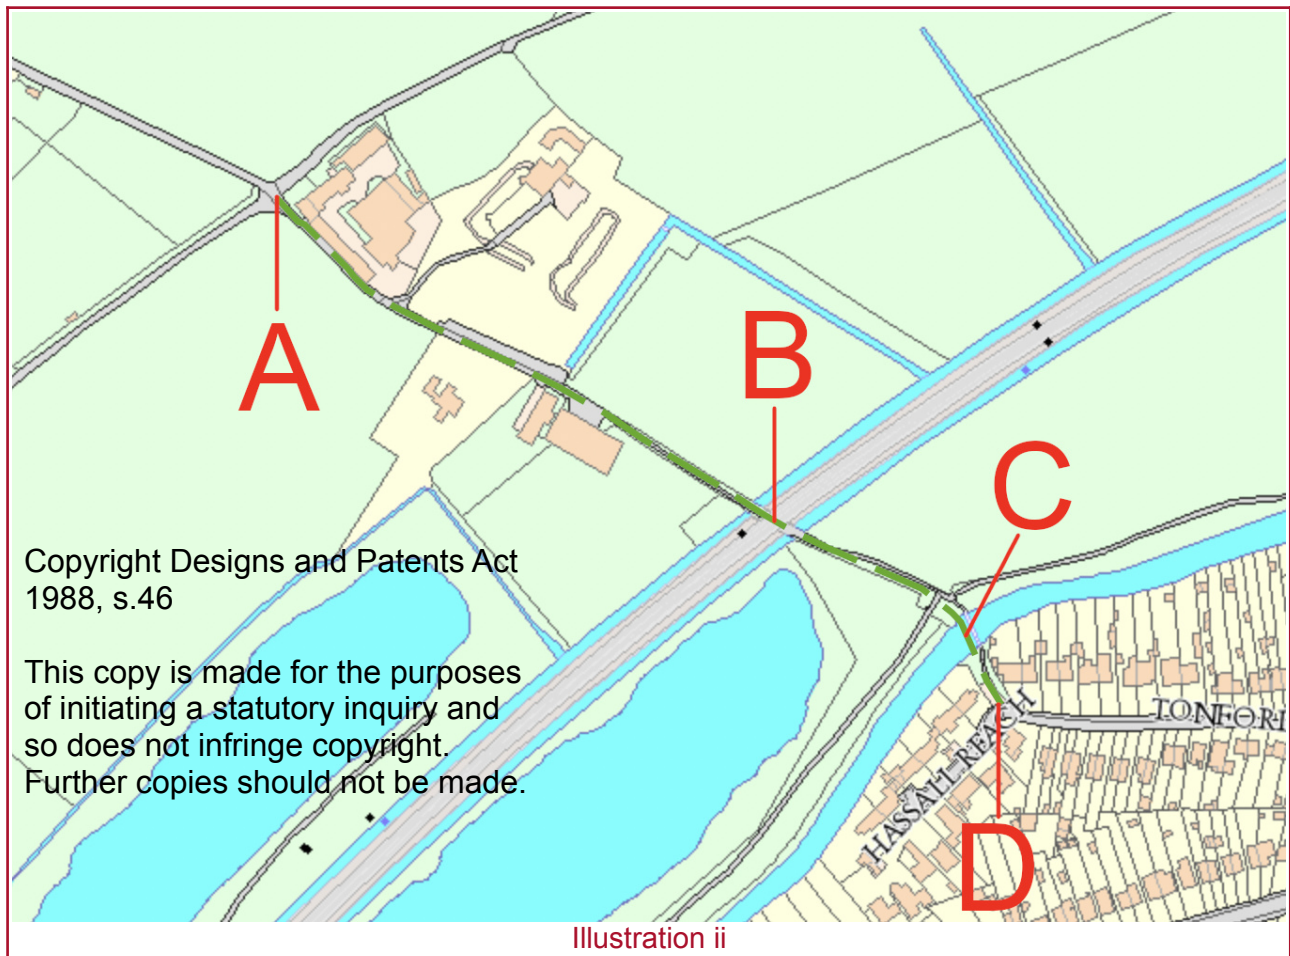 A
B
C
Copyright Designs and Patents Act
1988, s.46
This copy is made for the purposes
of initiating a statutory inquiry and
so does not infringe copyright.
Further copies should not be made.
TONFORD
HASSALL REACH
D
Illustration ii